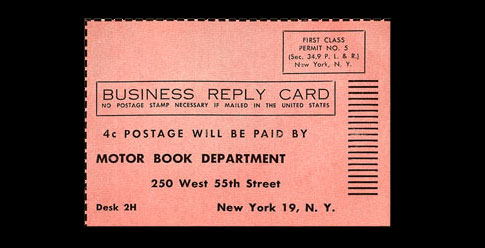 FIRST CLASS
PERMIT NO. 5
(Sec. 34.9 P. L. & R.)
New York, N. Y.
BUSINESS REPLY CARD
NO POSTAGE STAMP NECESSARY IF MAILED IN THE UNITED STATES
4c POSTAGE WILL BE PAID BY
MOTOR BOOK DEPARTMENT
250 West 55th Street
Desk 2H New York 19, N. Y.